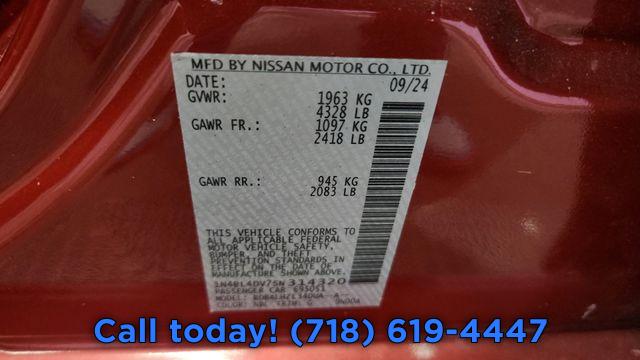 MFD BY NISSAN MOTOR CO., LTD.
DATE: 09/24
GVWR: 1963 KG
4328 LB
GAWR FR.: 1097 KG
2418 LB
GAWR RR.: 945 KG
2083 LB
THIS VEHICLE CONFORMS TO
ALL APPLICABLE FEDERAL
MOTOR VEHICLE SAFETY,
BUMPER, AND THEFT
PREVENTION STANDARDS IN
EFFECT ON THE DATE OF
MANUFACTURE SHOWN ABOVE.
1N4BL4DV7SN314320
PASSENGER CAR
MODEL:
COLOR:
Call today! (718) 619-4447